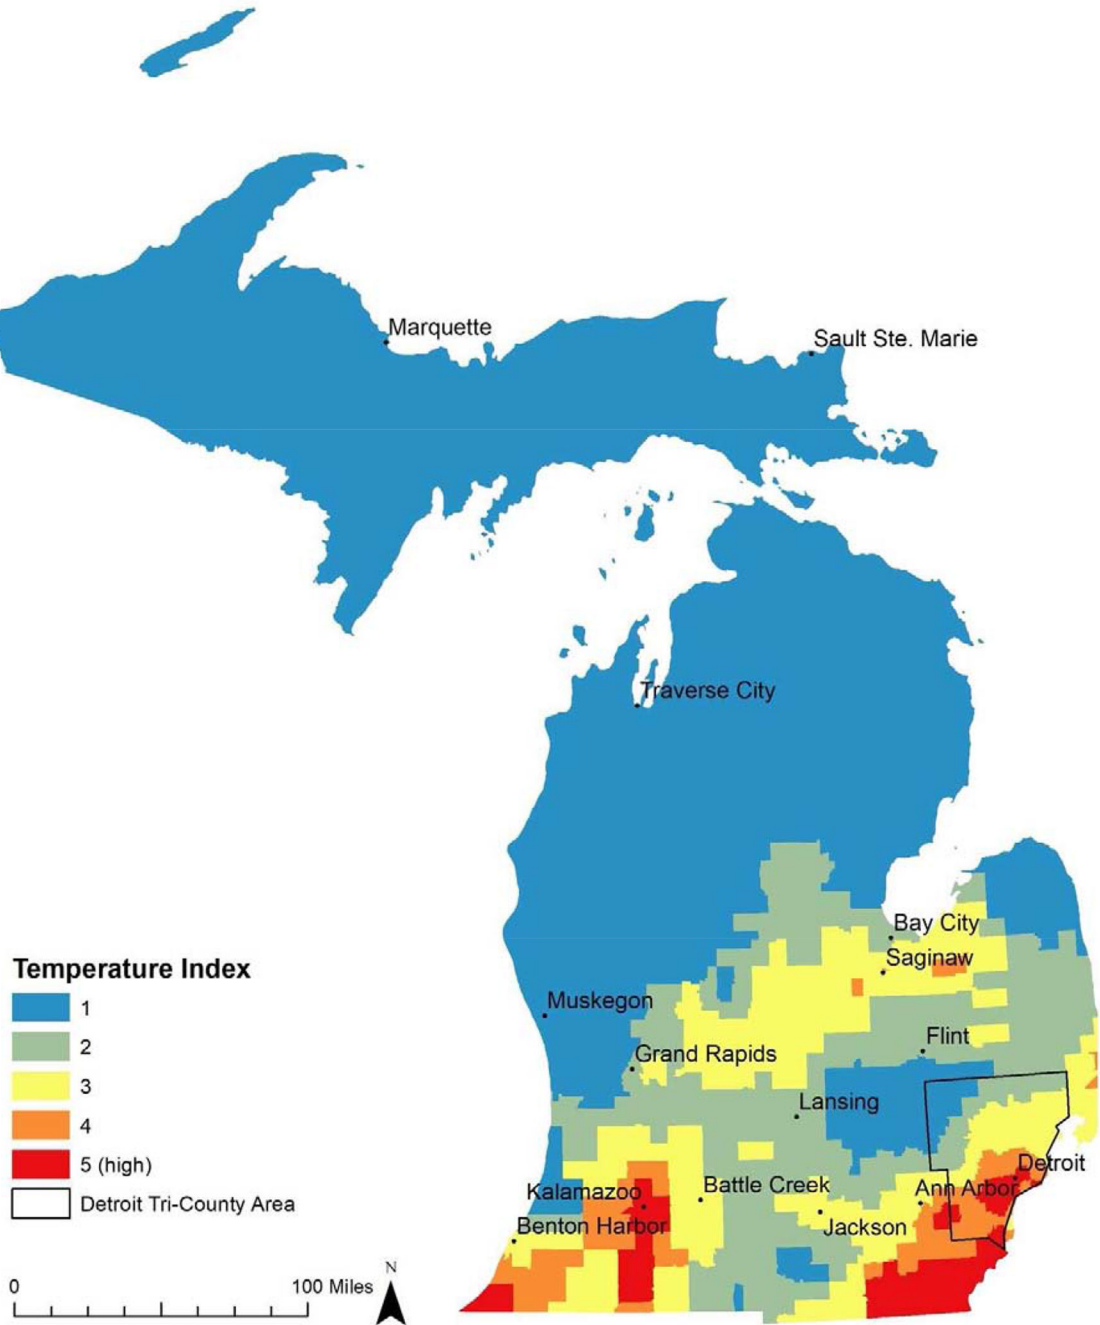 Marquette
Sault Ste. Marie
Traverse City
Bay City
Saginaw
Muskegon
Flint
Grand Rapids
Lansing
Detroit
Kalamazoo
Battle Creek
Ann Arbor
Benton Harbor
Jackson
Temperature Index
1
2
3
4
5 (high)
Detroit Tri-County Area
0 100 Miles
N